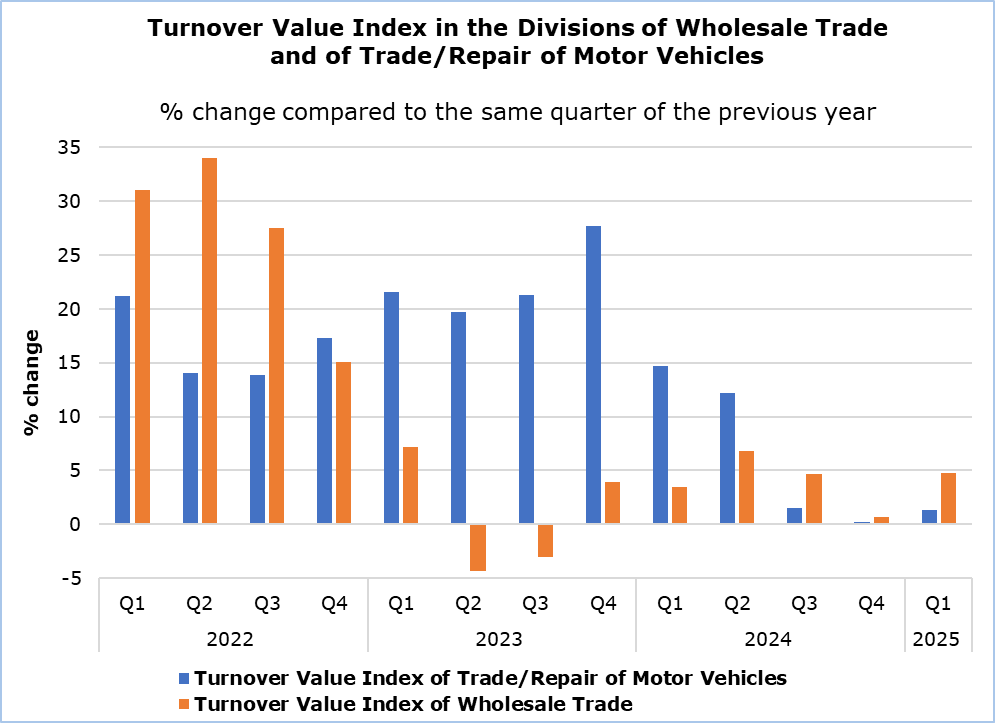 Turnover Value Index in the Divisions of Wholesale Trade
and of Trade/Repair of Motor Vehicles
% change compared to the same quarter of the previous year
% change
35
30
25
20
15
10
5
0
-5
Q1 Q2 Q3 Q4 Q1 Q2 Q3 Q4 Q1 Q2 Q3 Q4 Q1
2022 2023 2024 2025
Turnover Value Index of Trade/Repair of Motor Vehicles
Turnover Value Index of Wholesale Trade